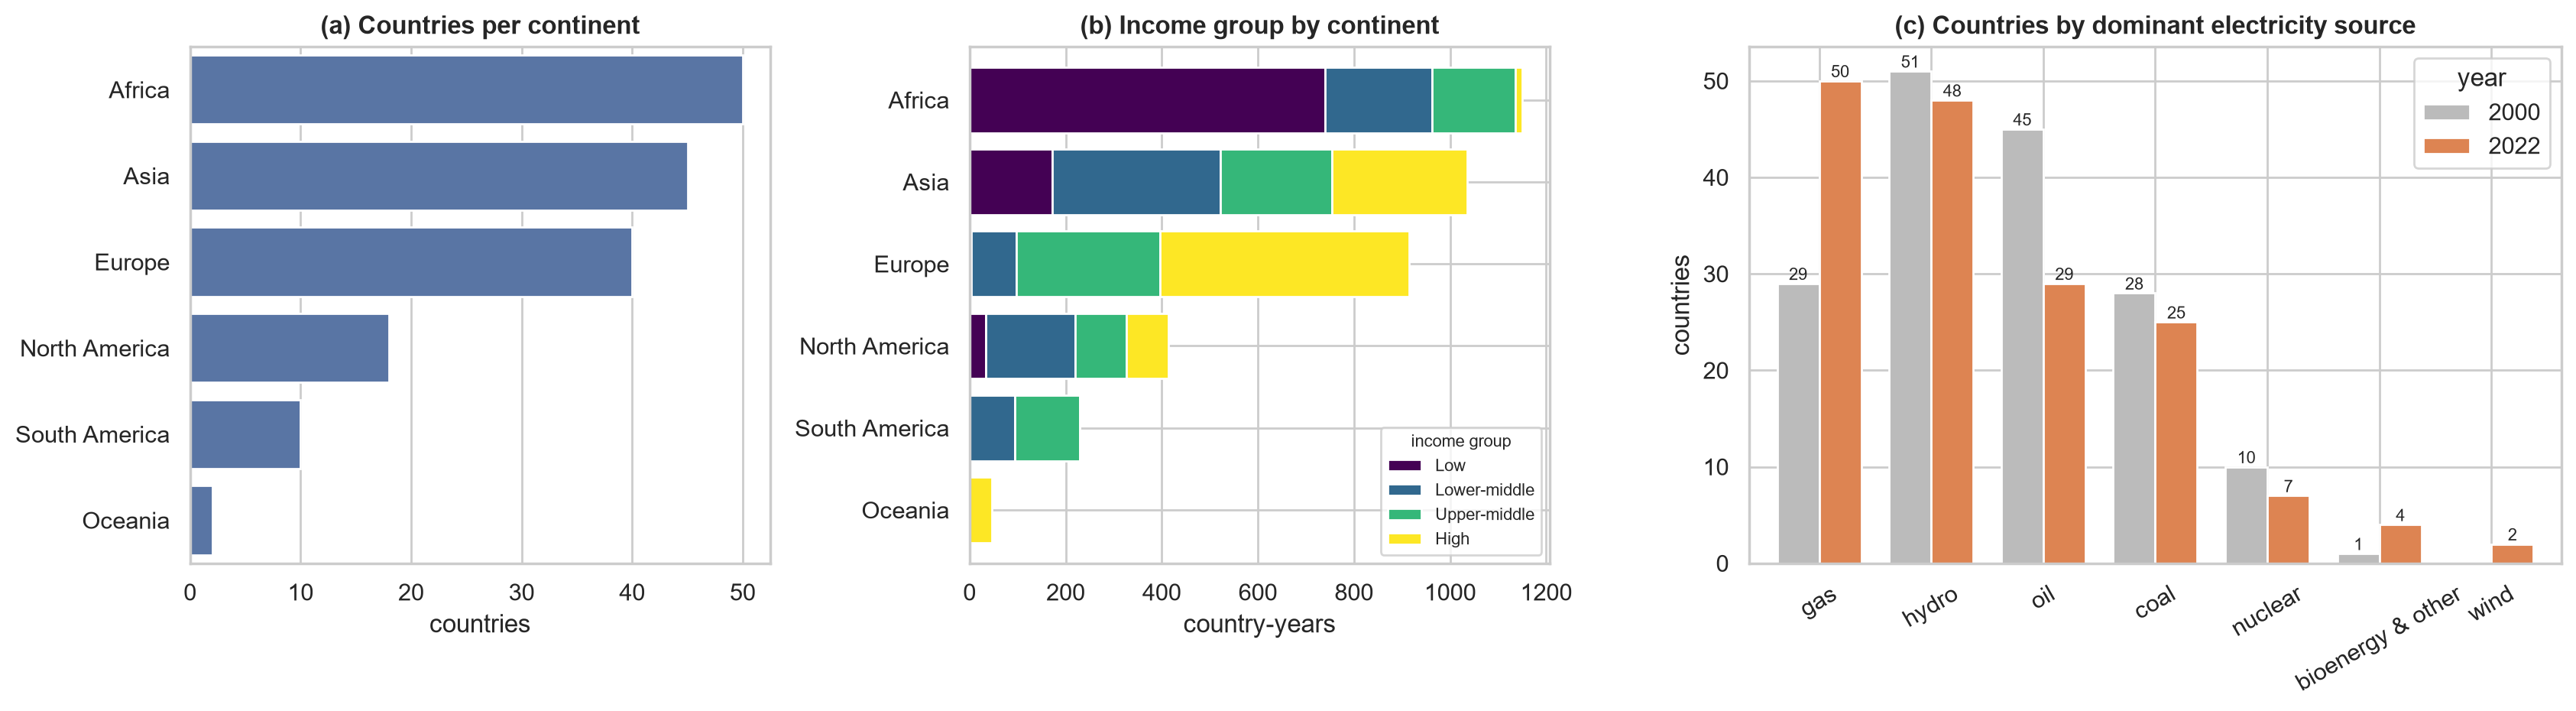 (a) Countries per continent
Africa
Asia
Europe
North America
South America
Oceania
0 10 20 30 40 50
countries
(b) Income group by continent
Africa
Asia
Europe
North America
South America
Oceania
income group
Low
Lower-middle
Upper-middle
High
0 200 400 600 800 1000 1200
country-years
(c) Countries by dominant electricity source
countries
50
40
30
20
10
0
29 50 51 48 45 29 28 25 10 7 1 4 2
year
2000
2022
gas hydro oil coal nuclear bioenergy & other wind